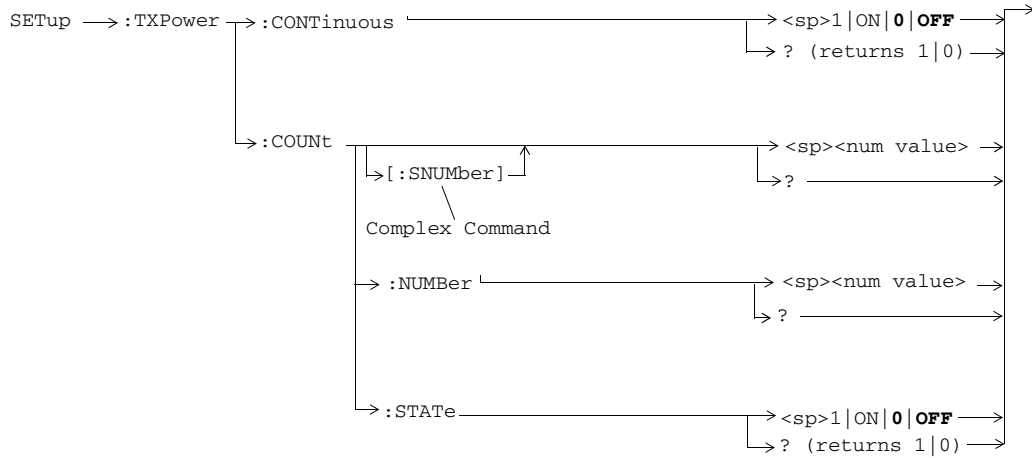 SETup :TXPower :CONTinuous <sp>1|ON|0|OFF
? (returns 1|0)
:COUNt <sp><num value>
[:SNUMber] ?
Complex Command
:NUMBer <sp><num value>
?
:STATe <sp>1|ON|0|OFF
? (returns 1|0)